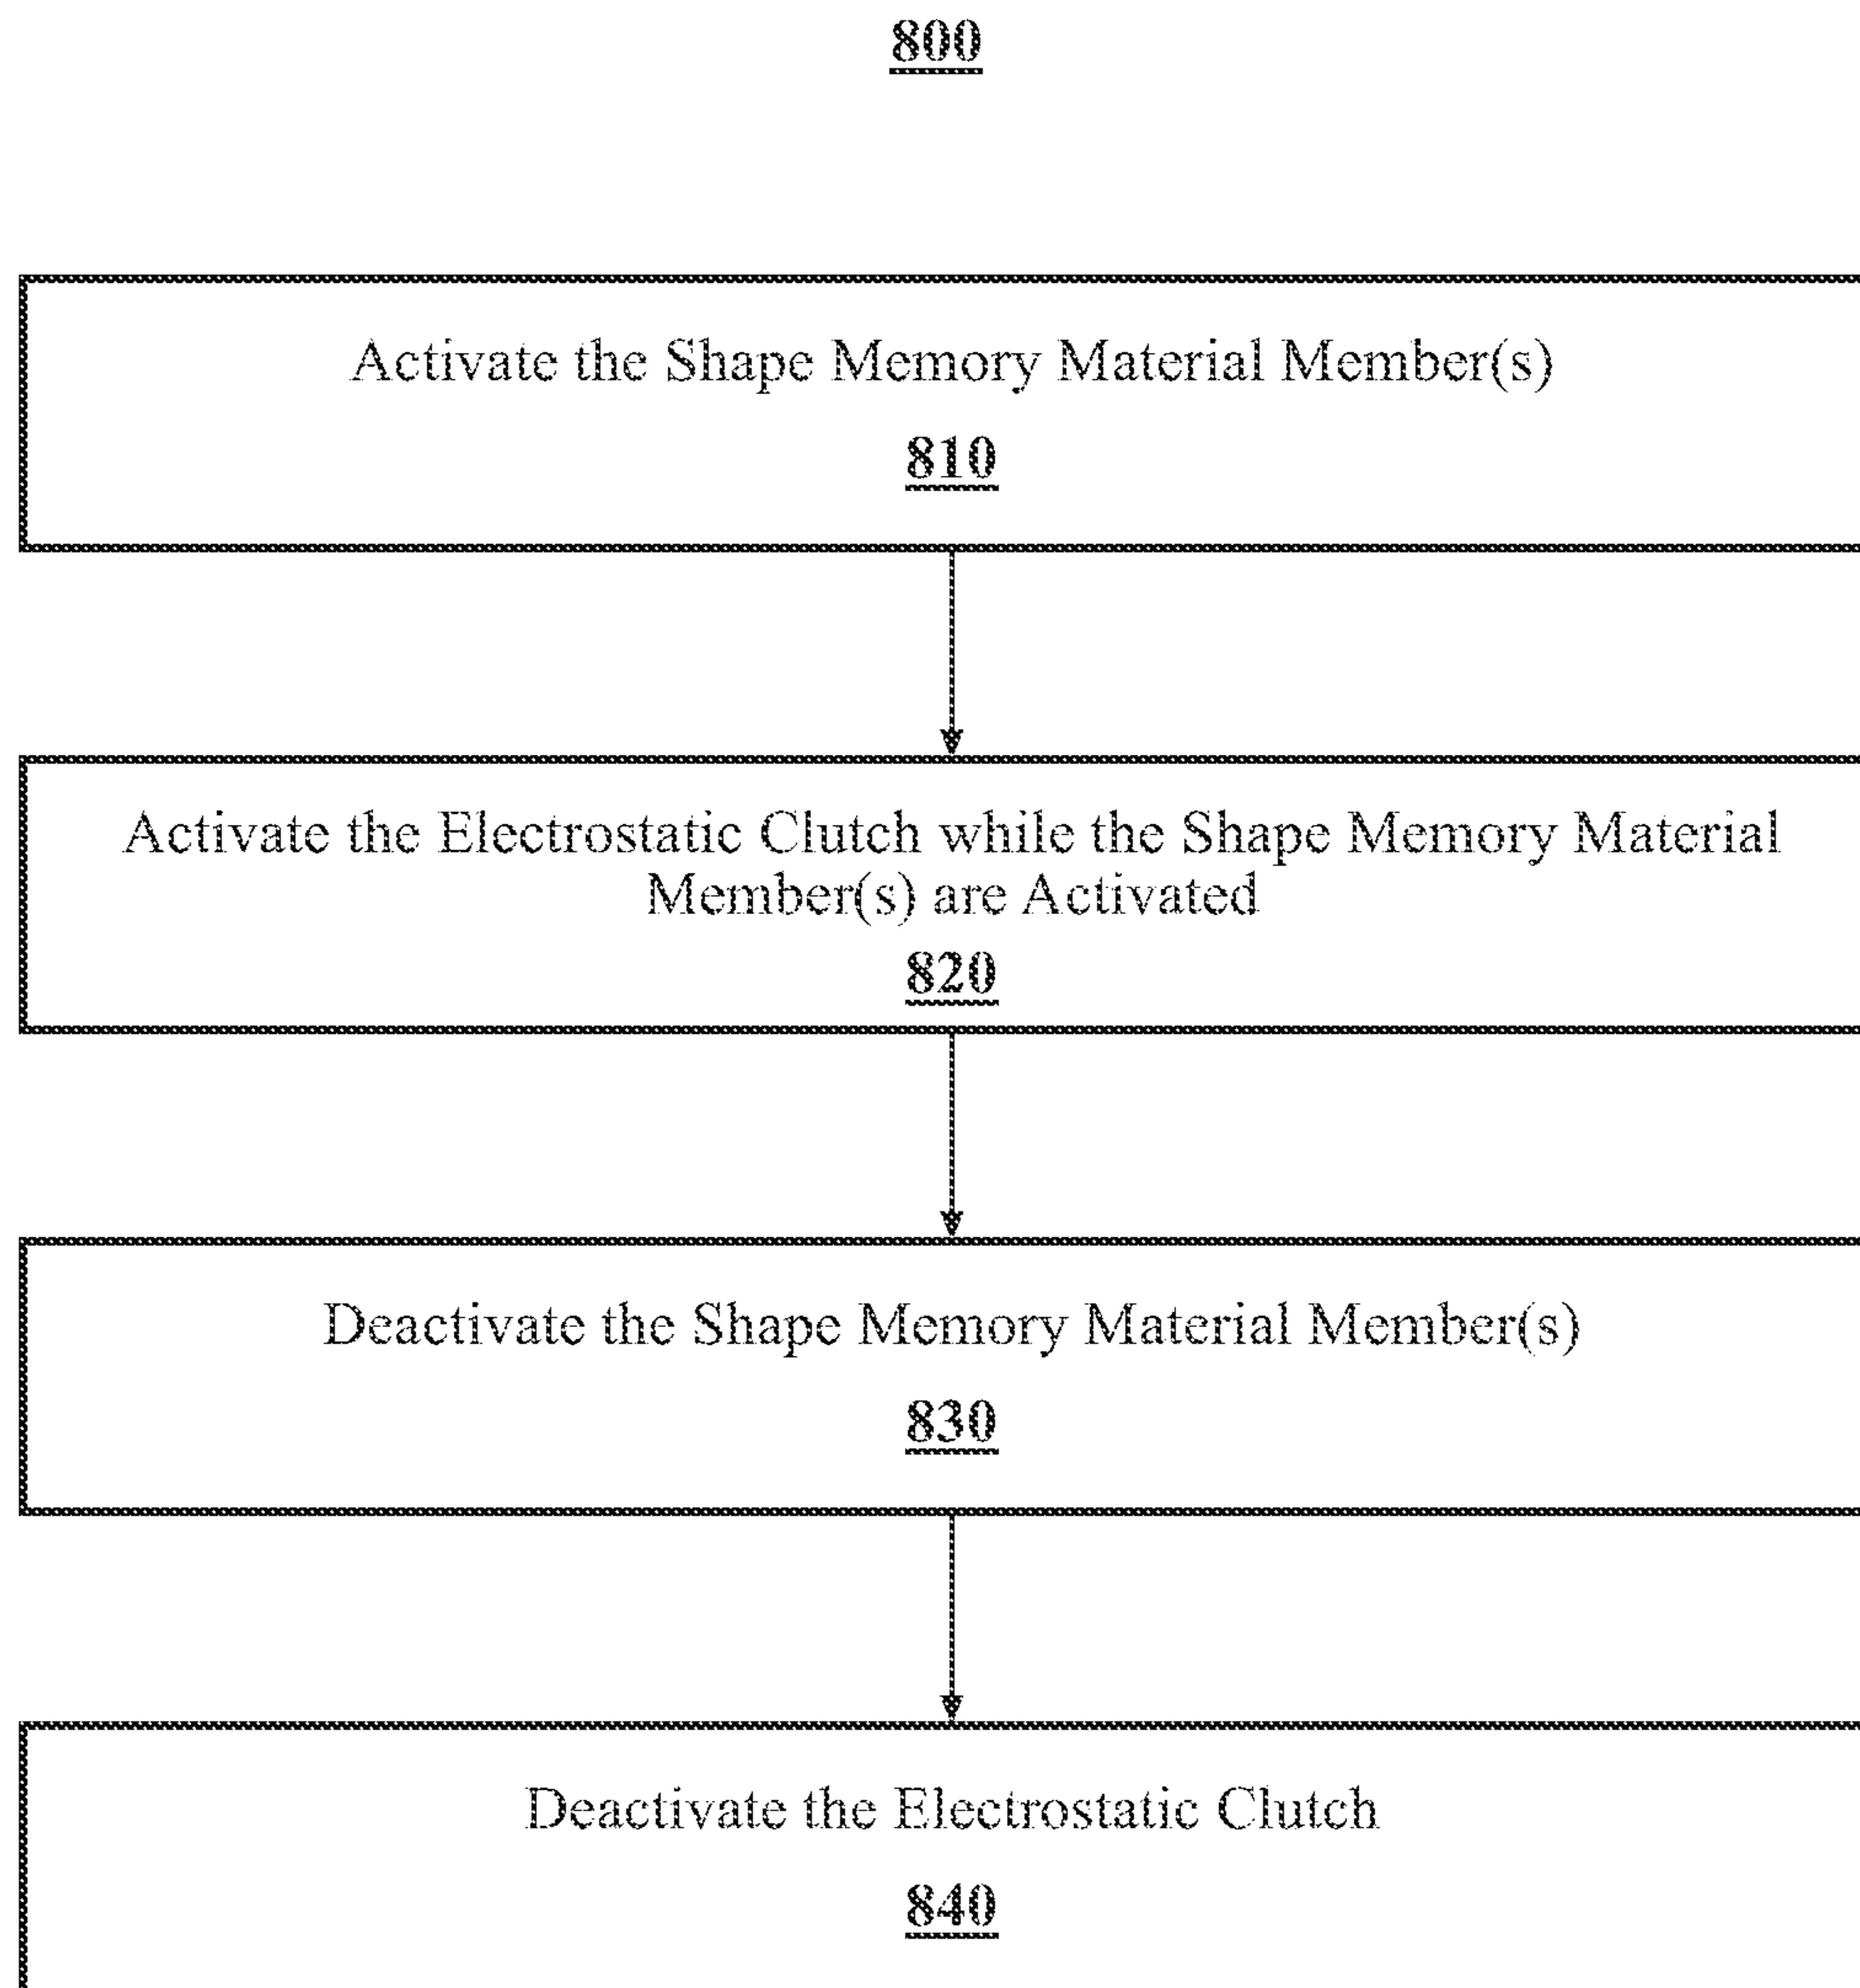 800
Activate the Shape Memory Material Member(s)
810
Activate the Electrostatic Clutch while the Shape Memory Material
Member(s) are Activated
820
Deactivate the Shape Memory Material Member(s)
830
Deactivate the Electrostatic Clutch
840